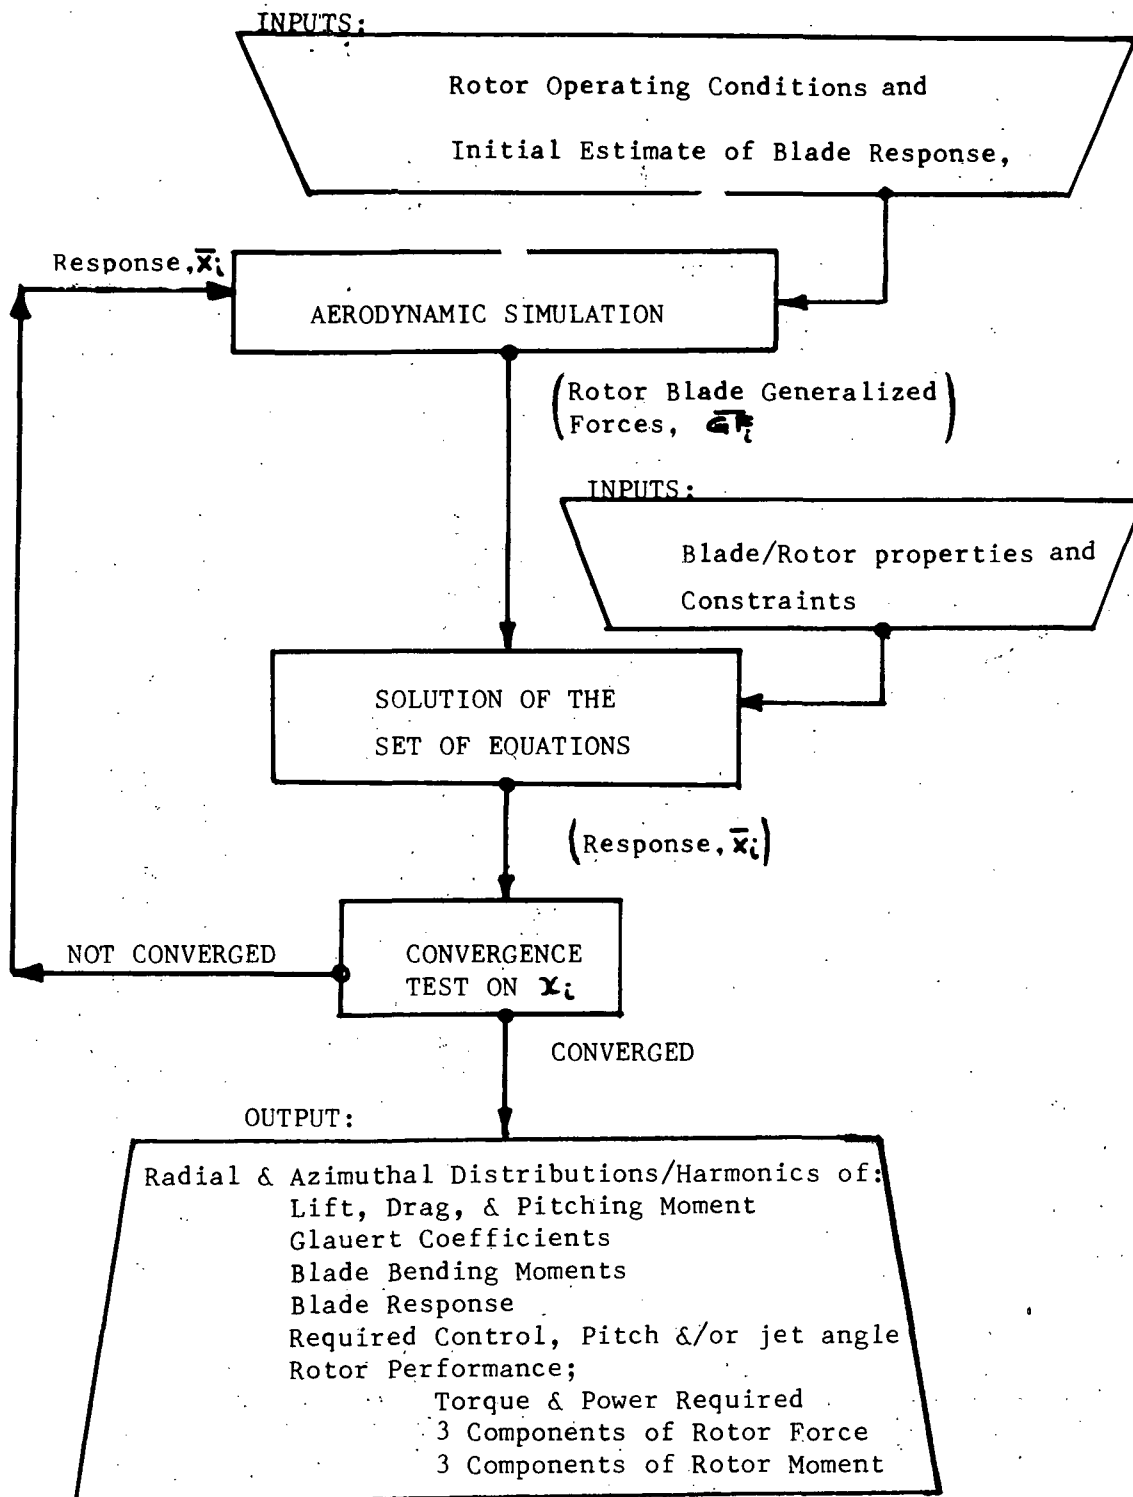 INPUTS:
Rotor Operating Conditions and
Initial Estimate of Blade Response,
Response, x̄i
AERODYNAMIC SIMULATION
(Rotor Blade Generalized
Forces, G̅F̅i)
INPUTS:
Blade/Rotor properties and
Constraints
SOLUTION OF THE
SET OF EQUATIONS
(Response, x̄i)
NOT CONVERGED
CONVERGENCE
TEST ON xi
CONVERGED
OUTPUT:
Radial & Azimuthal Distributions/Harmonics of:
Lift, Drag, & Pitching Moment
Glauert Coefficients
Blade Bending Moments
Blade Response
Required Control, Pitch &/or jet angle
Rotor Performance;
Torque & Power Required
3 Components of Rotor Force
3 Components of Rotor Moment